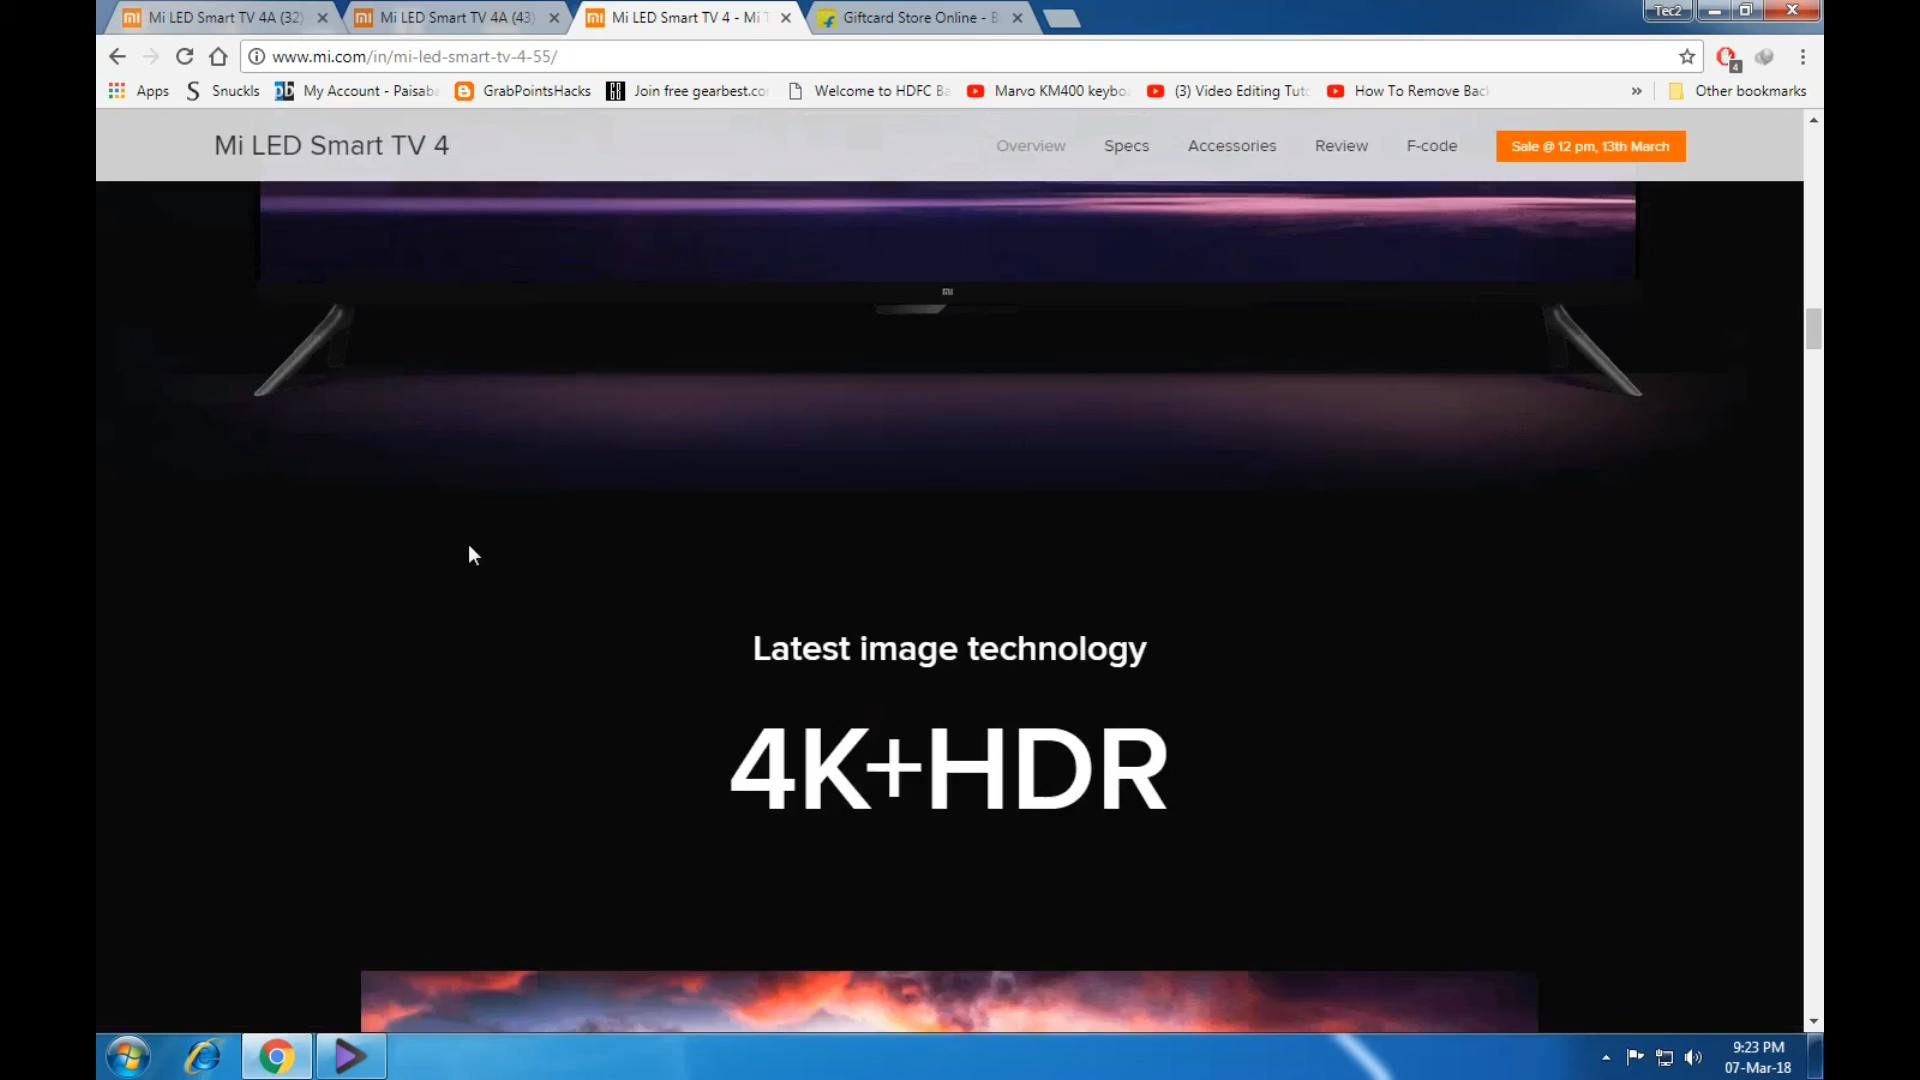 Mi LED Smart TV 4A (32)
Mi LED Smart TV 4A (43)
Mi LED Smart TV 4 - Mi T
Giftcard Store Online - B
Tec2
www.mi.com/in/mi-led-smart-tv-4-55/
4
Apps
Snuckls
My Account - Paisaba
GrabPointsHacks
Join free gearbest.co
Welcome to HDFC Ba
Marvo KM400 keybo
(3) Video Editing Tut
How To Remove Bac
»
Other bookmarks
Mi LED Smart TV 4
Overview
Specs
Accessories
Review
F-code
Sale @ 12 pm, 13th March
mi
Latest image technology
4K+HDR
9:23 PM
07-Mar-18